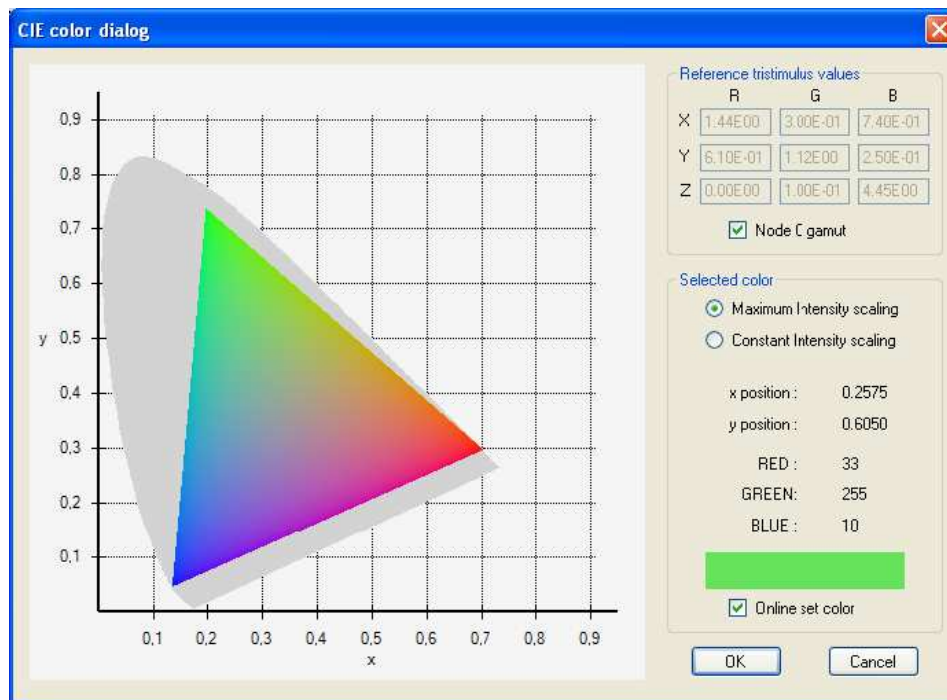 CIE color dialog
0,9
0,8
0,7
0,6
y 0,5
0,4
0,3
0,2
0,1
0,1 0,2 0,3 0,4 0,5 0,6 0,7 0,8 0,9
x
Reference tristimulus values
R G B
X 1.44E00 3.00E-01 7.40E-01
Y 6.10E-01 1.12E00 2.50E-01
Z 0.00E00 1.00E-01 4.45E00
Node C gamut
Selected color
Maximum Intensity scaling
Constant Intensity scaling
x position : 0.2575
y position : 0.6050
RED : 33
GREEN: 255
BLUE : 10
Online set color
OK Cancel